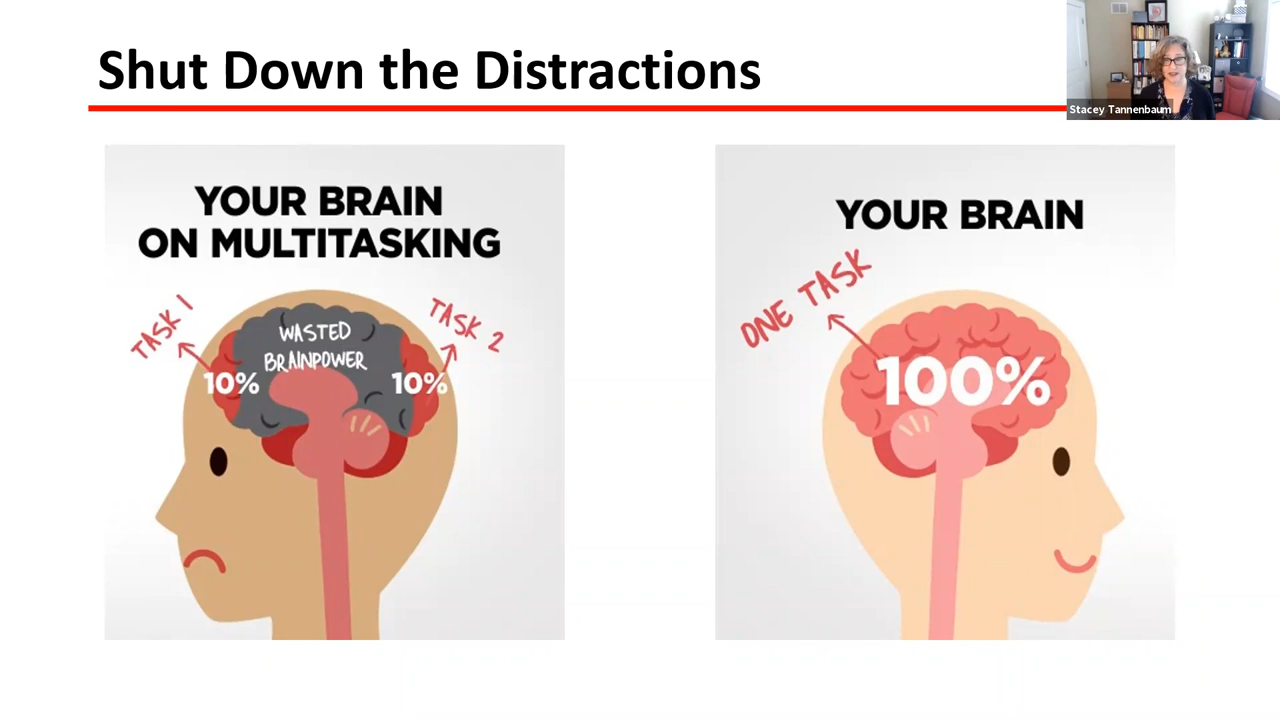 Shut Down the Distractions
Stacey Tannenbaum
YOUR BRAIN
ON MULTITASKING
TASK 1
TASK 2
WASTED
BRAINPOWER
10%
10%
YOUR BRAIN
ONE TASK
100%